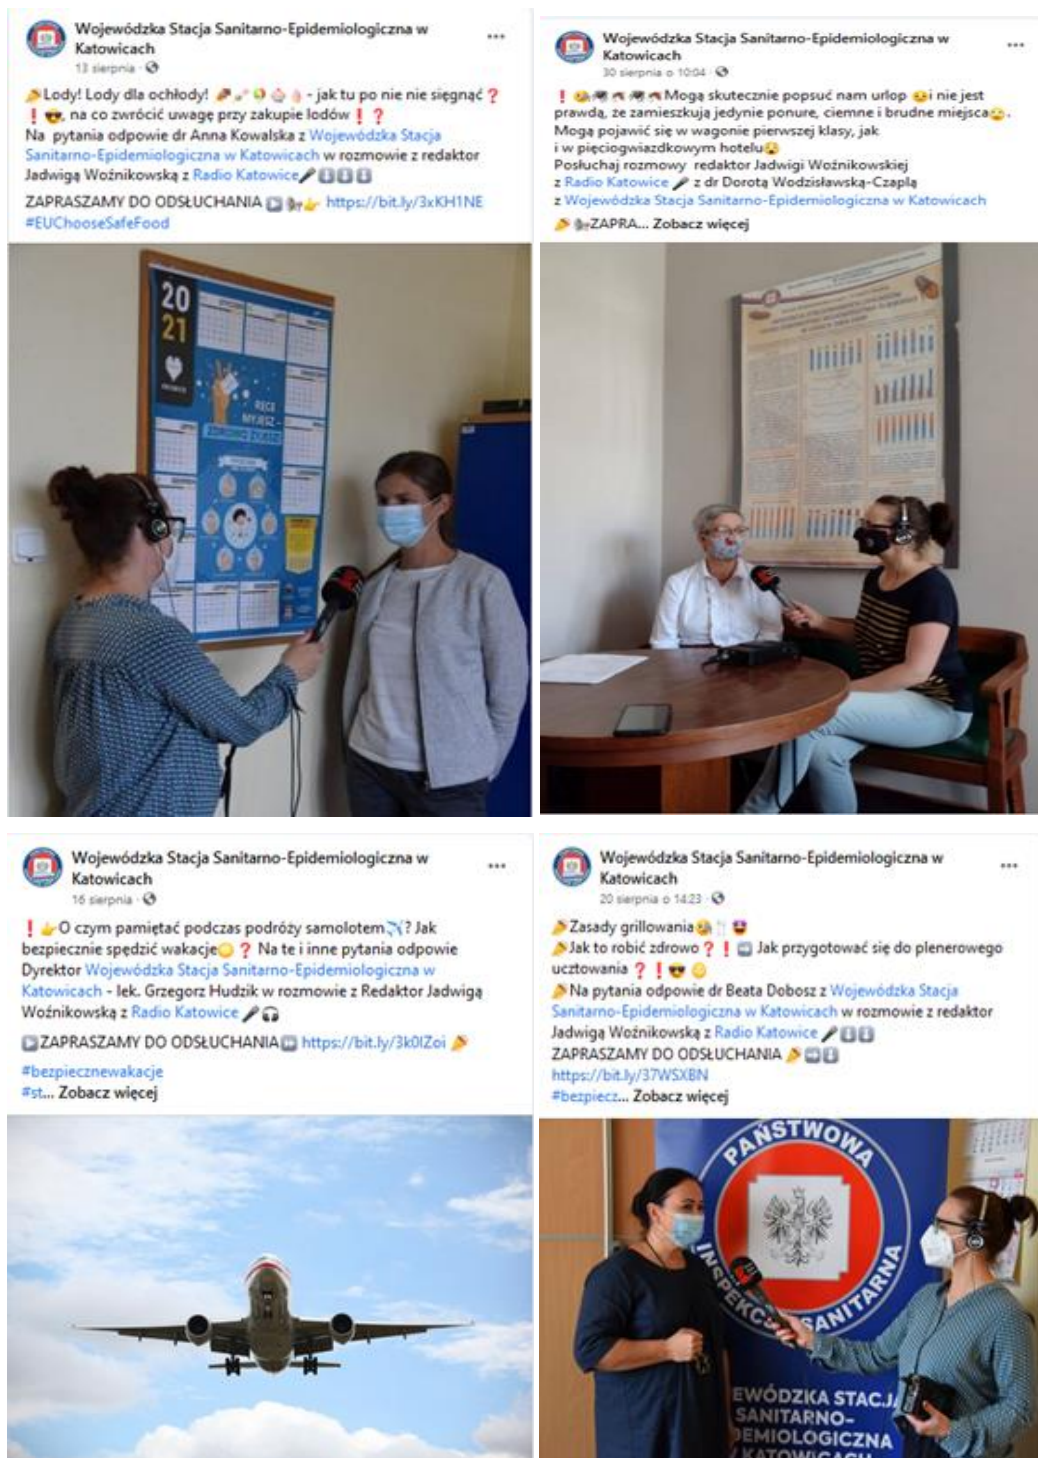 Wojewódzka Stacja Sanitarno-Epidemiologiczna w
Katowicach
13 sierpnia
🎉Lody! Lody dla ochłody! - jak tu po nie nie sięgnąć❓
❗😎, na co zwrócić uwagę przy zakupie lodów❗❓
Na pytania odpowie dr Anna Kowalska z Wojewódzka Stacja
Sanitarno-Epidemiologiczna w Katowicach w rozmowie z redaktor
Jadwigą Woźnikowską z Radio Katowice🎤⬇⬇⬇
ZAPRASZAMY DO ODSŁUCHANIA ▶👉 https://bit.ly/3xKH1NE
#EUChooseSafeFood
20
21
RĘCE
MYJESZ -
Wojewódzka Stacja Sanitarno-Epidemiologiczna w
Katowicach
30 sierpnia o 10:04
❗Mogą skutecznie popsuć nam urlop i nie jest
prawdą, że zamieszkują jedynie ponure, ciemne i brudne miejsca.
Mogą pojawić się w wagonie pierwszej klasy, jak
i w pięciogwiazdkowym hotelu
Posłuchaj rozmowy redaktor Jadwigi Woźnikowskiej
z Radio Katowice 🎤 z dr Dorotą Wodzisławską-Czaplą
z Wojewódzka Stacja Sanitarno-Epidemiologiczna w Katowicach
ZAPRA... Zobacz więcej
Wojewódzka Stacja Sanitarno-Epidemiologiczna w
Katowicach
16 sierpnia
❗👉O czym pamiętać podczas podróży samolotem✈? Jak
bezpiecznie spędzić wakacje❓ Na te i inne pytania odpowie
Dyrektor Wojewódzka Stacja Sanitarno-Epidemiologiczna w
Katowicach - lek. Grzegorz Hudzik w rozmowie z Redaktor Jadwigą
Woźnikowską z Radio Katowice 🎤🎧
▶ZAPRASZAMY DO ODSŁUCHANIA➡ https://bit.ly/3k0IZoi 🎉
#bezpiecznewakacje
#st... Zobacz więcej
Wojewódzka Stacja Sanitarno-Epidemiologiczna w
Katowicach
20 sierpnia o 14:23
🎉Zasady grillowania
🎉Jak to robić zdrowo❓❗➡ Jak przygotować się do plenerowego
ucztowania ❓❗😎
🎉Na pytania odpowie dr Beata Dobosz z Wojewódzka Stacja
Sanitarno-Epidemiologiczna w Katowicach w rozmowie z redaktor
Jadwigą Woźnikowską z Radio Katowice 🎤⬇⬇
ZAPRASZAMY DO ODSŁUCHANIA 🎉➡⬇
https://bit.ly/37WSXBN
#bezpiecz... Zobacz więcej
PAŃSTWOWA
INSPEKC SANITARNA
EWÓDZKA STACJ
SANITARNO-
DEMIOLOGICZNA
KATOWICACH